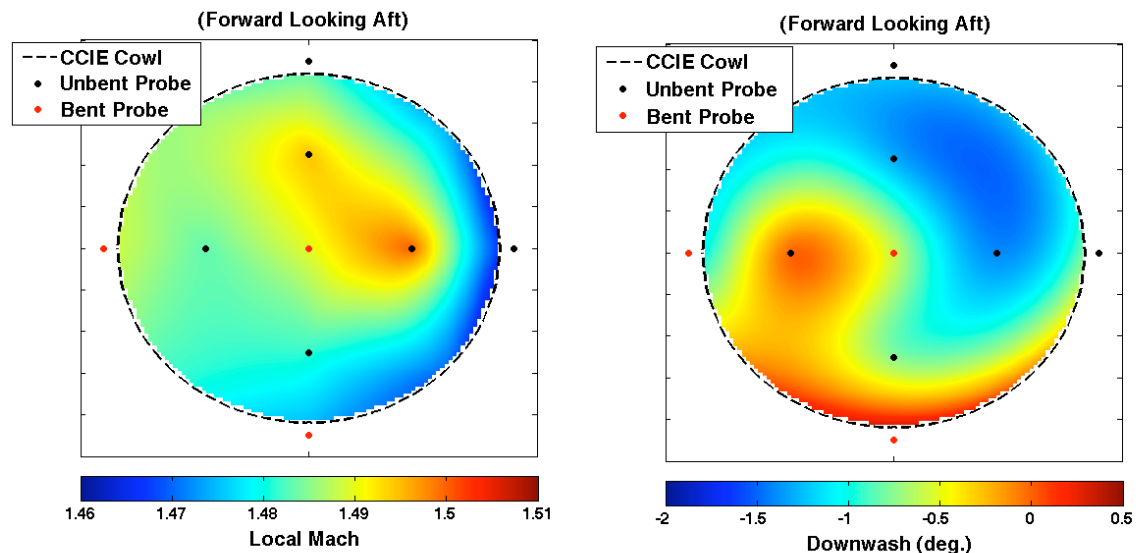 (Forward Looking Aft)
CCIE Cowl
Unbent Probe
Bent Probe
1.46 1.47 1.48 1.49 1.5 1.51
Local Mach
(Forward Looking Aft)
CCIE Cowl
Unbent Probe
Bent Probe
-2 -1.5 -1 -0.5 0 0.5
Downwash (deg.)